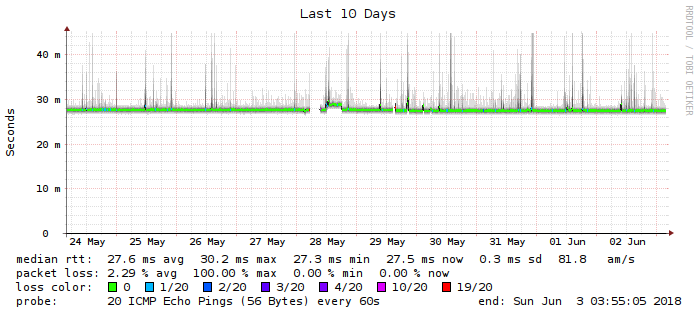 Last 10 Days
RRDTOOL / TOBI OETIKER
Seconds
40 m
30 m
20 m
10 m
0
24 May 25 May 26 May 27 May 28 May 29 May 30 May 31 May 01 Jun 02 Jun
median rtt: 27.6 ms avg 30.2 ms max 27.3 ms min 27.5 ms now 0.3 ms sd 81.8 am/s
packet loss: 2.29 % avg 100.00 % max 0.00 % min 0.00 % now
loss color: 0 1/20 2/20 3/20 4/20 10/20 19/20
probe: 20 ICMP Echo Pings (56 Bytes) every 60s end: Sun Jun 3 03:55:05 2018